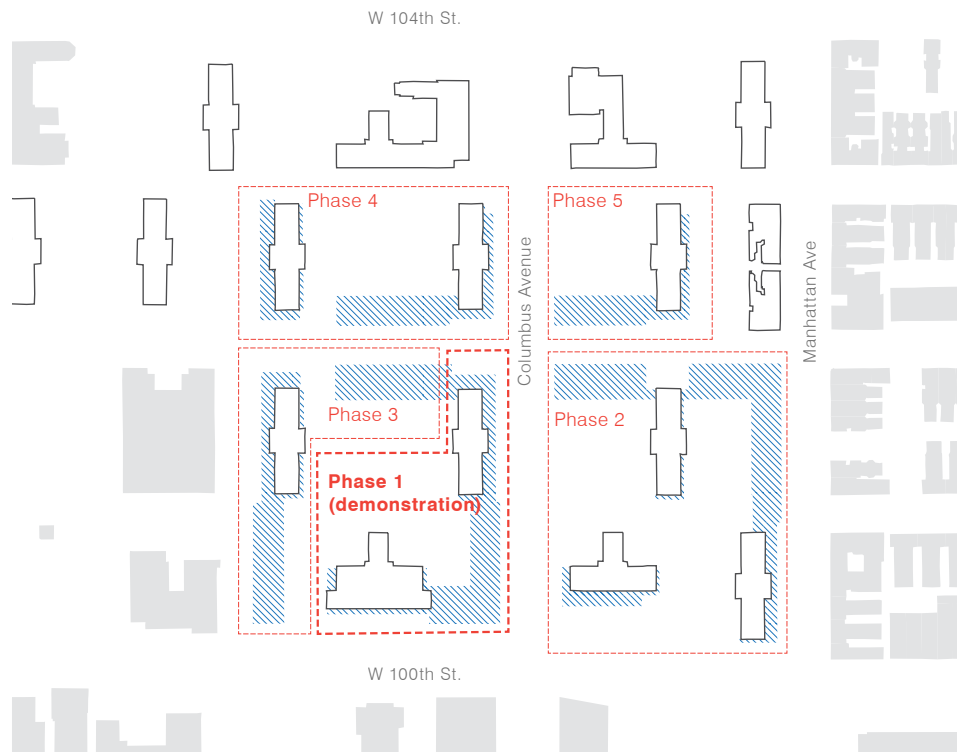 W 104th St.
Phase 4
Phase 5
Columbus Avenue
Manhattan Ave
Phase 3
Phase 2
Phase 1
(demonstration)
W 100th St.